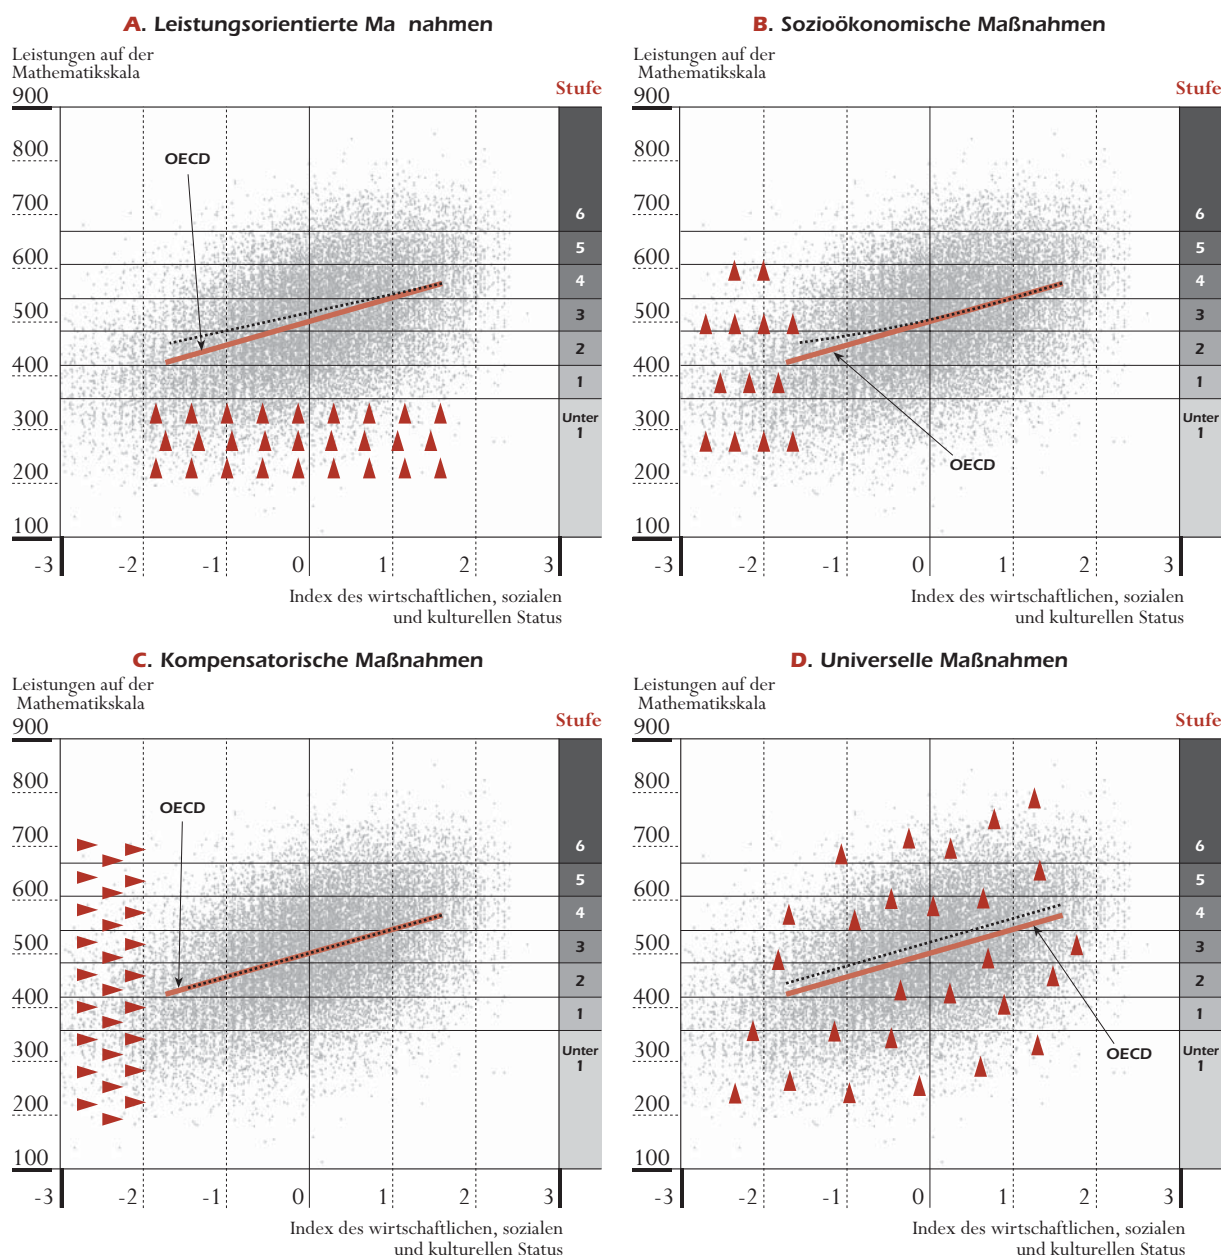 A. Leistungsorientierte Ma nahmen
Leistungen auf der
Mathematikskala
900
Stufe
800
OECD
700
6
5
600
4
500
3
2
400
1
300
Unter
1
200
100
-3 -2 -1 0 1 2 3
Index des wirtschaftlichen, sozialen
und kulturellen Status
B. Sozioökonomische Maßnahmen
Leistungen auf der
Mathematikskala
900
Stufe
800
700
6
5
600
4
500
3
2
400
1
300
Unter
1
OECD
200
100
-3 -2 -1 0 1 2 3
Index des wirtschaftlichen, sozialen
und kulturellen Status
C. Kompensatorische Maßnahmen
Leistungen auf der
Mathematikskala
900
Stufe
800
OECD
700
6
5
600
4
500
3
2
400
1
300
Unter
1
200
100
-3 -2 -1 0 1 2 3
Index des wirtschaftlichen, sozialen
und kulturellen Status
D. Universelle Maßnahmen
Leistungen auf der
Mathematikskala
900
Stufe
800
700
6
5
600
4
500
3
2
400
1
300
OECD
Unter
1
200
100
-3 -2 -1 0 1 2 3
Index des wirtschaftlichen, sozialen
und kulturellen Status